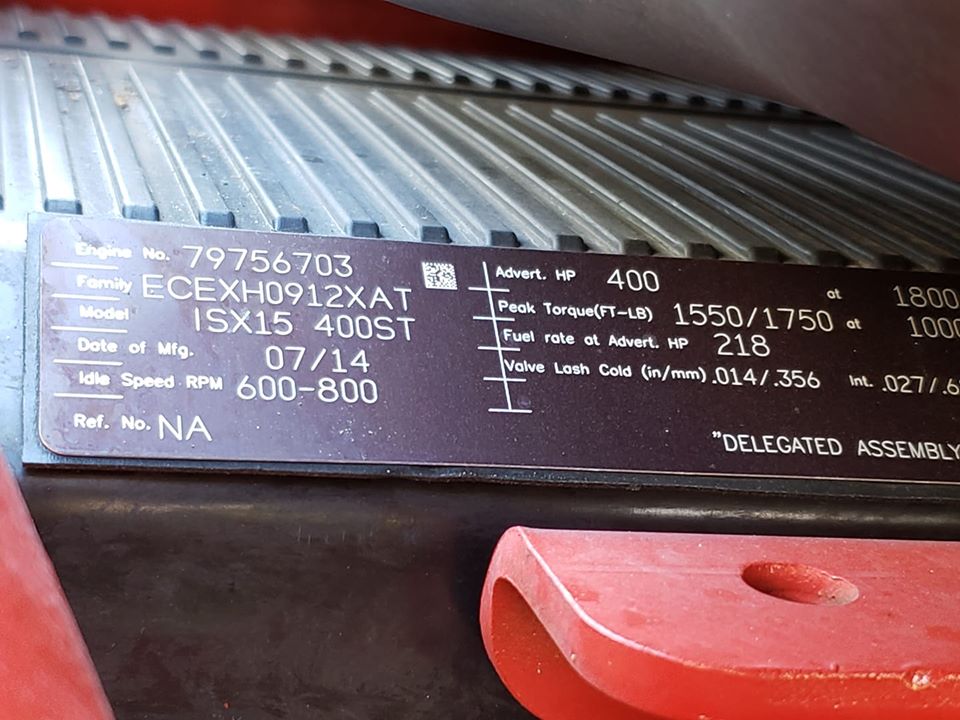 Engine No. 79756703
Family ECEXH0912XAT
Model ISX15 400ST
Date of Mfg. 07/14
Idle Speed RPM 600-800
Ref. No. NA
Advert. HP 400 at 1800
Peak Torque(FT-LB) 1550/1750 at 1000
Fuel rate at Advert. HP 218
Valve Lash Cold (in/mm) .014/.356 Int. .027/.6
"DELEGATED ASSEMBLY